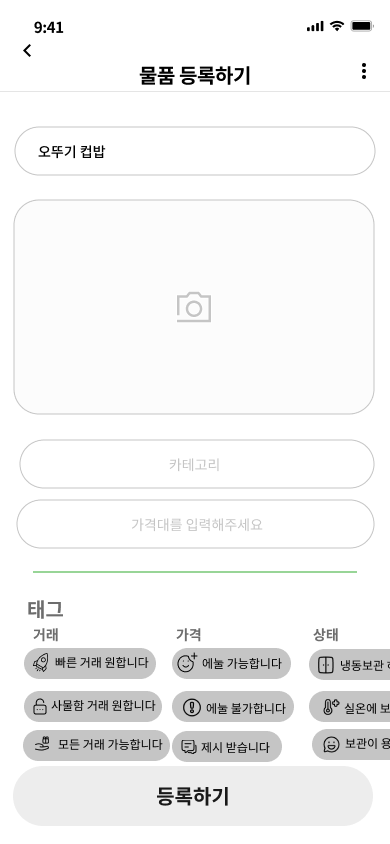 9:41
물품 등록하기
오뚜기 컵밥
카테고리
가격대를 입력해주세요
태그
거래 가격 상태
빠른 거래 원합니다 에눌 가능합니다 냉동보관
사물함 거래 원합니다 에눌 불가합니다 실온에
모든 거래 가능합니다 제시 받습니다 보관이
등록하기